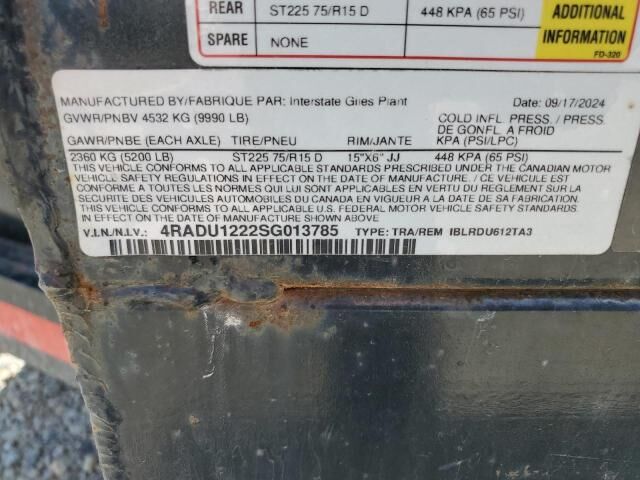 REAR ST225 75/R15 D 448 KPA (65 PSI)
SPARE NONE
ADDITIONAL
INFORMATION
FD-320
MANUFACTURED BY/FABRIQUE PAR: Interstate Giles Plant Date: 09/17/2024
GVWR/PNBV 4532 KG (9990 LB) COLD INFL. PRESS./PRESS.
DE GONFL. A FROID
GAWR/PNBE (EACH AXLE) TIRE/PNEU RIM/JANTE KPA (PSI/LPC)
2360 KG (5200 LB) ST225 75/R15 D 15"X6" JJ 448 KPA (65 PSI)
THIS VEHICLE CONFORMS TO ALL APPLICABLE STANDARDS PRESCRIBED UNDER THE CANADIAN MOTOR
VEHICLE SAFETY REGULATIONS IN EFFECT ON THE DATE OF MANUFACTURE / CE VEHICULE EST
CONFORME A TOUTES LES NORMES QUI LUI SONT APPLICABLES EN VERTU DU REGLEMENT SUR LA
SECURITE DES VEHICULES AUTOMOBILES DU CANADA EN VIGUEUR A LA DATE DE SA FABRICATION.
THIS VEHICLE CONFORMS TO ALL APPLICABLE U.S. FEDERAL MOTOR VEHICLE SAFETY STANDARDS IN EFFECT ON THE DATE OF
MANUFACTURE SHOWN ABOVE
V.I.N./N.I.V.: 4RADU1222SG013785 TYPE: TRA/REM IBLRDU612TA3